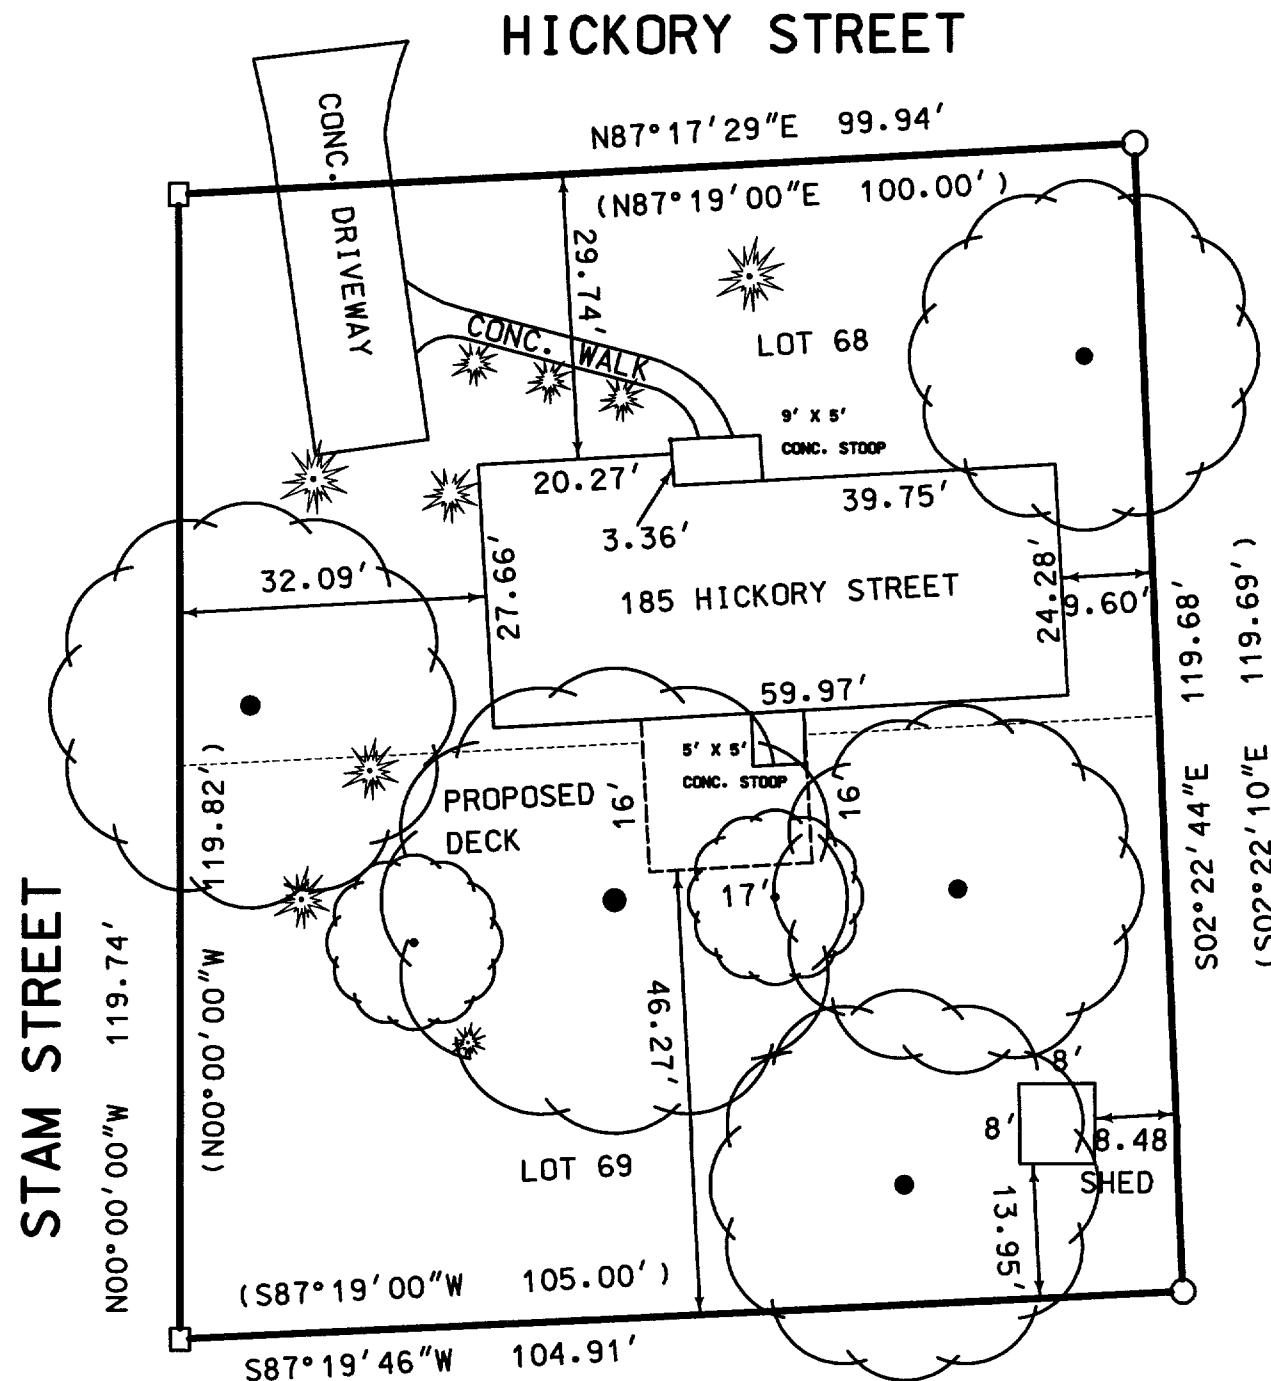 HICKORY STREET
N87°17'29"E 99.94'
(N87°19'00"E 100.00')
CONC. DRIVEWAY
29.74'
CONC. WALK
LOT 68
9' X 5'
CONC. STOOP
20.27'
39.75'
3.36'
32.09'
27.66'
185 HICKORY STREET
24.28'
9.60'
59.97'
5' X 5'
CONC. STOOP
PROPOSED
DECK
16'
16'
17'
46.27'
STAM STREET
N00°00'00"W 119.74'
(N00°00'00"W 119.82')
S02°22'44"E 119.68'
(S02°22'10"E 119.69')
8'
8'
8.48
SHED
13.95'
LOT 69
(S87°19'00"W 105.00')
S87°19'46"W 104.91'